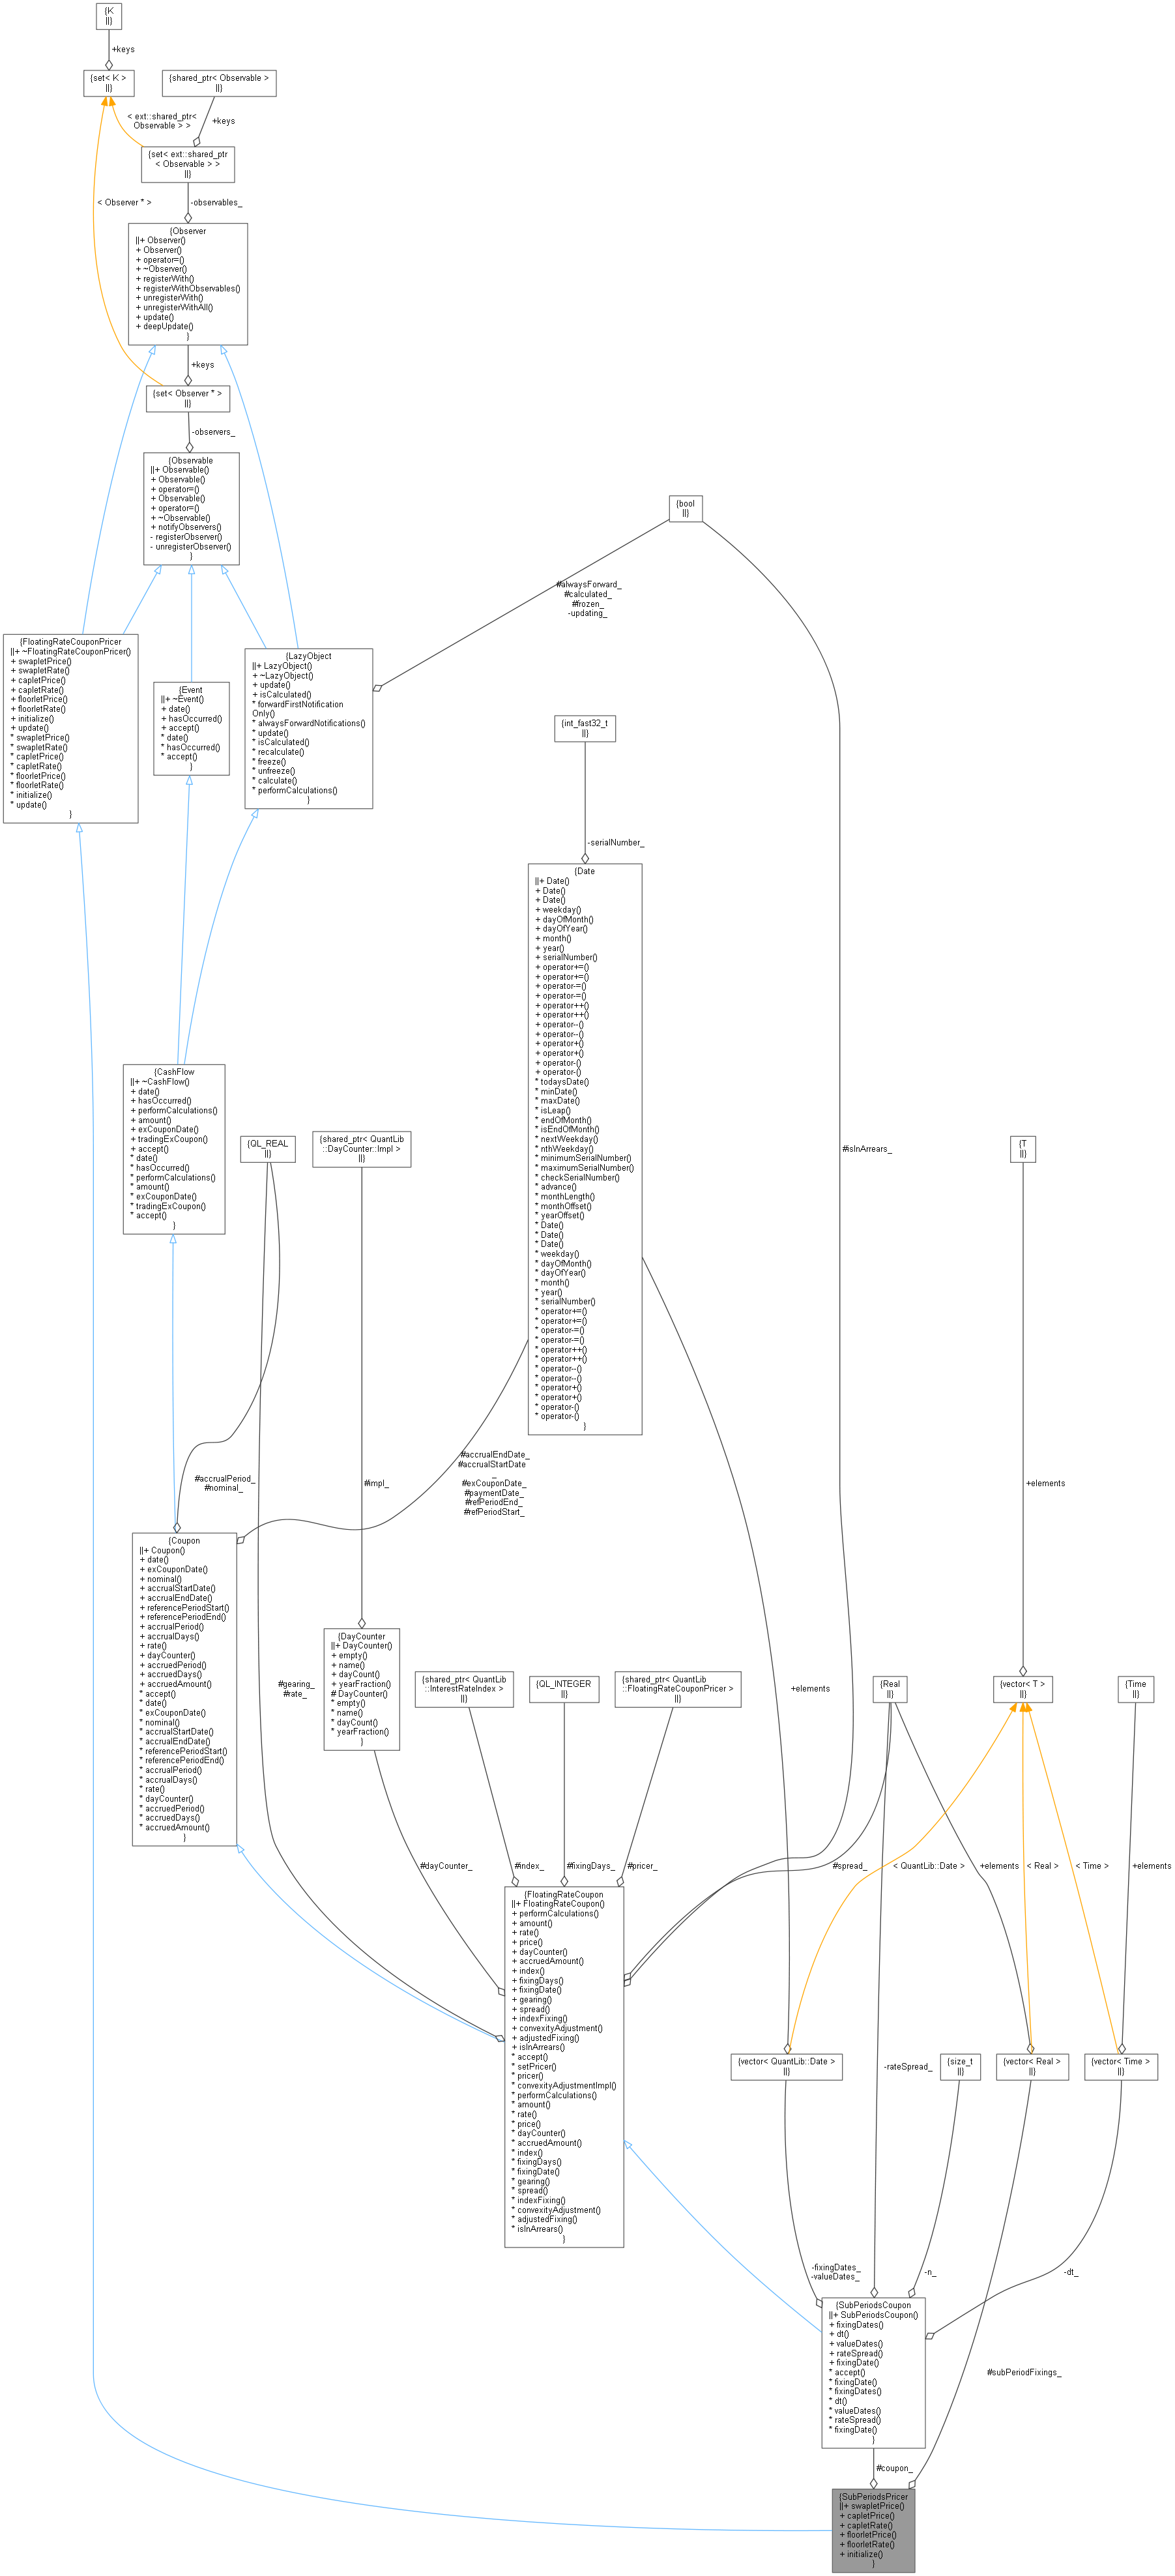 {K
||}
+keys
{set< K >
||}
{shared_ptr< Observable >
||}
< ext::shared_ptr<
Observable > >
+keys
{set< ext::shared_ptr
< Observable > >
||}
< Observer * >
-observables_
{Observer
||+ Observer()
+ Observer()
+ operator=()
+ ~Observer()
+ registerWith()
+ registerWithObservables()
+ unregisterWith()
+ unregisterWithAll()
+ update()
+ deepUpdate()
}
+keys
{set< Observer * >
||}
-observers_
{Observable
||+ Observable()
+ Observable()
+ operator=()
+ Observable()
+ operator=()
+ ~Observable()
+ notifyObservers()
- registerObserver()
- unregisterObserver()
}
{bool
||}
#alwaysForward_
#calculated_
#frozen_
-updating_
{FloatingRateCouponPricer
||+ ~FloatingRateCouponPricer()
+ swapletPrice()
+ swapletRate()
+ capletPrice()
+ capletRate()
+ floorletPrice()
+ floorletRate()
+ initialize()
+ update()
* swapletPrice()
* swapletRate()
* capletPrice()
* capletRate()
* floorletPrice()
* floorletRate()
* initialize()
* update()
}
{Event
||+ ~Event()
+ date()
+ hasOccurred()
+ accept()
* date()
* hasOccurred()
* accept()
}
{LazyObject
||+ LazyObject()
+ ~LazyObject()
+ update()
+ isCalculated()
* forwardFirstNotification
Only()
* alwaysForwardNotifications()
* update()
* isCalculated()
* recalculate()
* freeze()
* unfreeze()
* calculate()
* performCalculations()
}
{int_fast32_t
||}
-serialNumber_
{Date
||+ Date()
+ Date()
+ Date()
+ weekday()
+ dayOfMonth()
+ dayOfYear()
+ month()
+ year()
+ serialNumber()
+ operator+=()
+ operator+=()
+ operator-=()
+ operator-=()
+ operator++()
+ operator++()
+ operator--()
+ operator--()
+ operator+()
+ operator+()
+ operator-()
+ operator-()
* todaysDate()
* minDate()
* maxDate()
* isLeap()
* endOfMonth()
* isEndOfMonth()
* nextWeekday()
* nthWeekday()
* minimumSerialNumber()
* maximumSerialNumber()
* checkSerialNumber()
* advance()
* monthLength()
* monthOffset()
* yearOffset()
* Date()
* Date()
* Date()
* weekday()
* dayOfMonth()
* dayOfYear()
* month()
* year()
* serialNumber()
* operator+=()
* operator+=()
* operator-=()
* operator-=()
* operator++()
* operator++()
* operator--()
* operator--()
* operator+()
* operator+()
* operator-()
* operator-()
}
{CashFlow
||+ ~CashFlow()
+ date()
+ hasOccurred()
+ performCalculations()
+ amount()
+ exCouponDate()
+ tradingExCoupon()
+ accept()
* date()
* hasOccurred()
* performCalculations()
* amount()
* exCouponDate()
* tradingExCoupon()
* accept()
}
{QL_REAL
||}
{shared_ptr< QuantLib
::DayCounter::Impl >
||}
#isInArrears_
{T
||}
#accrualPeriod_
#nominal_
#impl_
#accrualEndDate_
#accrualStartDate
_
#exCouponDate_
#paymentDate_
#refPeriodEnd_
#refPeriodStart_
+elements
{Coupon
||+ Coupon()
+ date()
+ exCouponDate()
+ nominal()
+ accrualStartDate()
+ accrualEndDate()
+ referencePeriodStart()
+ referencePeriodEnd()
+ accrualPeriod()
+ accrualDays()
+ rate()
+ dayCounter()
+ accruedPeriod()
+ accruedDays()
+ accruedAmount()
* accept()
* date()
* exCouponDate()
* nominal()
* accrualStartDate()
* accrualEndDate()
* referencePeriodStart()
* referencePeriodEnd()
* accrualPeriod()
* accrualDays()
* rate()
* dayCounter()
* accruedPeriod()
* accruedDays()
* accruedAmount()
}
#gearing_
#rate_
{DayCounter
||+ DayCounter()
+ empty()
+ name()
+ dayCount()
+ yearFraction()
# DayCounter()
* empty()
* name()
* dayCount()
* yearFraction()
}
{shared_ptr< QuantLib
::InterestRateIndex >
||}
{QL_INTEGER
||}
{shared_ptr< QuantLib
::FloatingRateCouponPricer >
||}
+elements
{Real
||}
{vector< T >
||}
{Time
||}
#dayCounter_
#index_
#fixingDays_
#pricer_
#spread_
< QuantLib::Date >
+elements
< Real >
< Time >
+elements
{FloatingRateCoupon
||+ FloatingRateCoupon()
+ performCalculations()
+ amount()
+ rate()
+ price()
+ dayCounter()
+ accruedAmount()
+ index()
+ fixingDays()
+ fixingDate()
+ gearing()
+ spread()
+ indexFixing()
+ convexityAdjustment()
+ adjustedFixing()
+ isInArrears()
* accept()
* setPricer()
* pricer()
* convexityAdjustmentImpl()
* performCalculations()
* amount()
* rate()
* price()
* dayCounter()
* accruedAmount()
* index()
* fixingDays()
* fixingDate()
* gearing()
* spread()
* indexFixing()
* convexityAdjustment()
* adjustedFixing()
* isInArrears()
}
{vector< QuantLib::Date >
||}
-rateSpread_
{size_t
||}
{vector< Real >
||}
{vector< Time >
||}
-fixingDates_
-valueDates_
-n_
-dt_
{SubPeriodsCoupon
||+ SubPeriodsCoupon()
+ fixingDates()
+ dt()
+ valueDates()
+ rateSpread()
+ fixingDate()
* accept()
* fixingDate()
* fixingDates()
* dt()
* valueDates()
* rateSpread()
* fixingDate()
}
#subPeriodFixings_
#coupon_
{SubPeriodsPricer
||+ swapletPrice()
+ capletPrice()
+ capletRate()
+ floorletPrice()
+ floorletRate()
+ initialize()
}